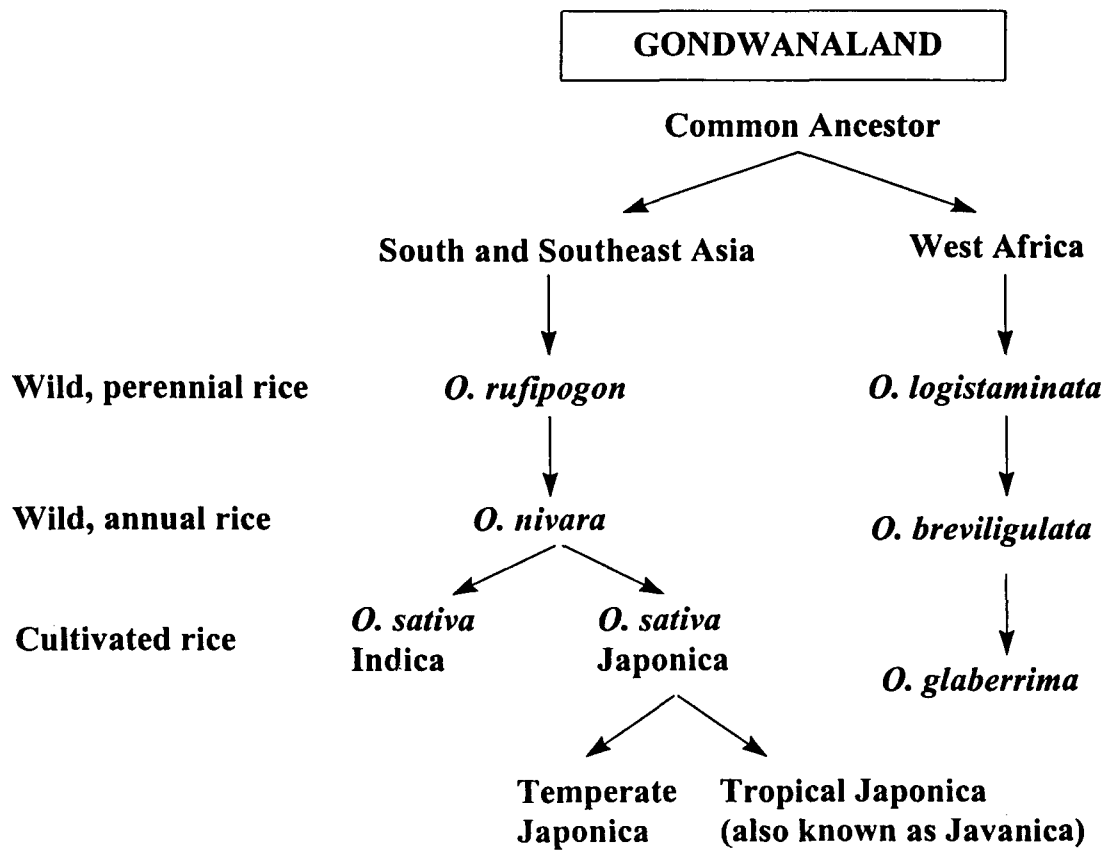 GONDWANALAND
Common Ancestor
South and Southeast Asia
West Africa
Wild, perennial rice
O. rufipogon
O. logistaminata
Wild, annual rice
O. nivara
O. breviligulata
Cultivated rice
O. sativa
Indica
O. sativa
Japonica
O. glaberrima
Temperate
Japonica
Tropical Japonica
(also known as Javanica)